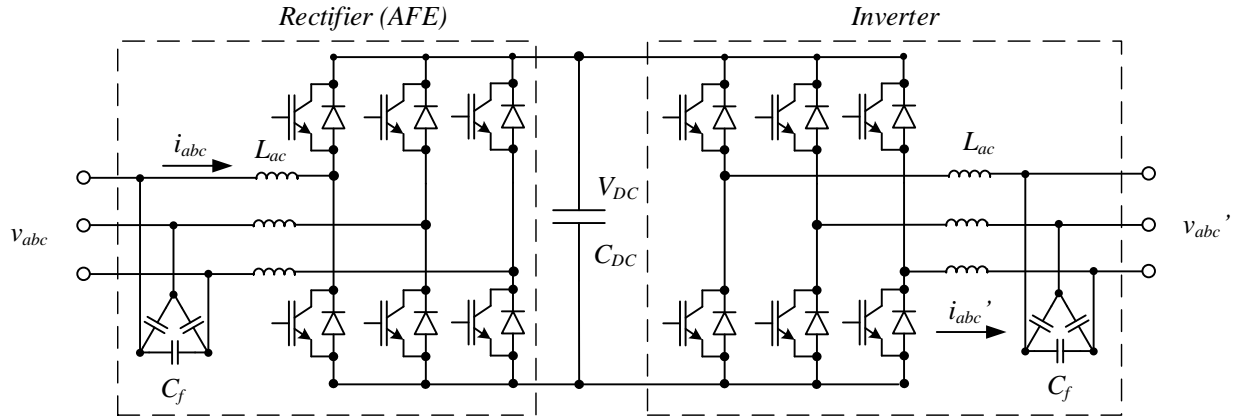 Rectifier (AFE)
Inverter
i_abc
L_ac
L_ac
V_DC
v_abc
v_abc’
C_DC
i_abc’
C_f
C_f